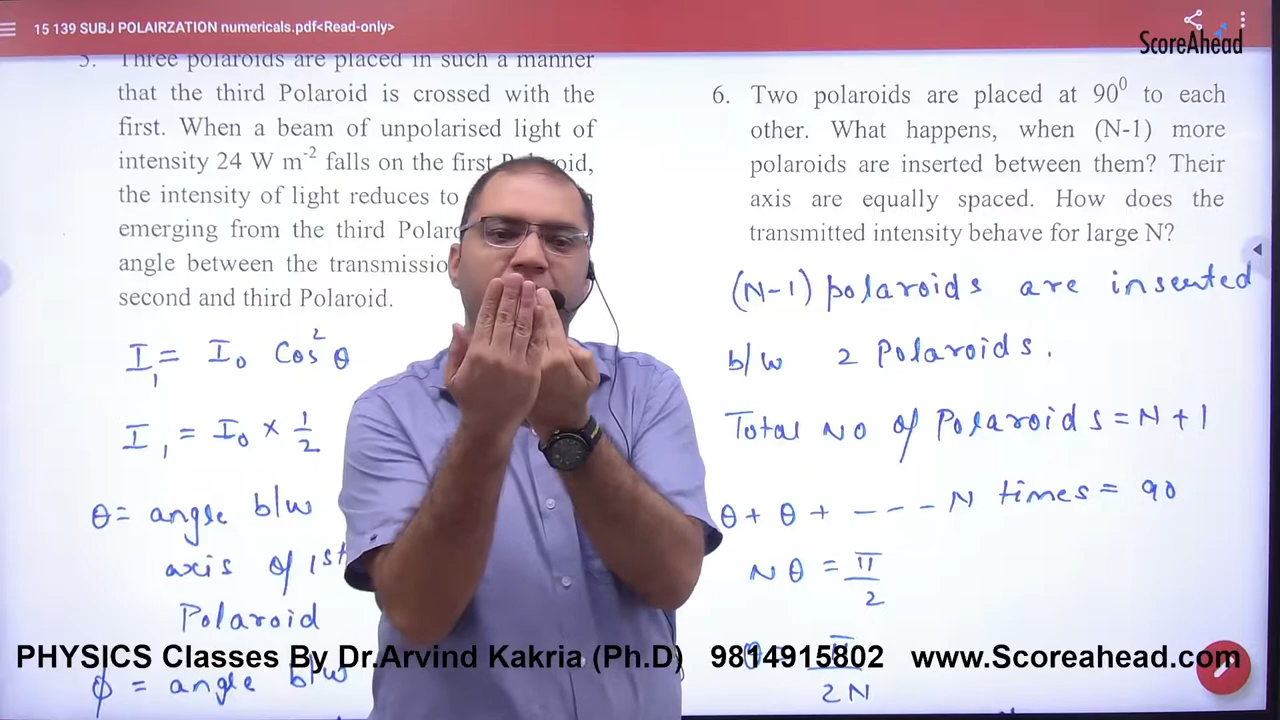 15 139 SUBJ POLAIRZATION numericals.pdf<Read-only>
ScoreAhead
5. Three polaroids are placed in such a manner
that the third Polaroid is crossed with the
first. When a beam of unpolarised light of
intensity 24 W m-2 falls on the first
the intensity of light reduces to
emerging from the third
angle between the
second and third Polaroid.
I1 = I0 Cos2 θ
I1 = I0 × 1/2
θ = angle b/w
axis of 1st
Polaroid
ϕ = angle b/w
6. Two polaroids are placed at 90⁰ to each
other. What happens, when (N-1) more
polaroids are inserted between them? Their
axis are equally spaced. How does the
transmitted intensity behave for large N?
(N-1) polaroids are inserted
b/w 2 Polaroids.
Total No of Polaroids = N + 1
θ + θ + ---- N times = 90
N θ = π/2
2N
PHYSICS Classes By Dr.Arvind Kakria (Ph.D) 9814915802 www.Scoreahead.com